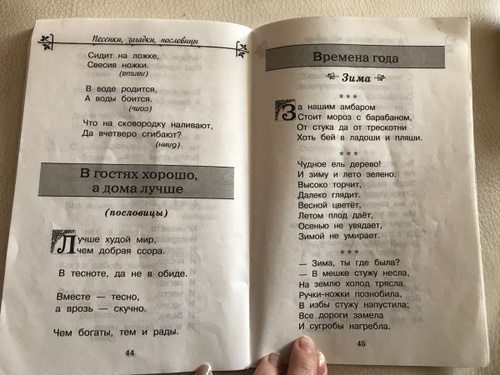 Песенки, загадки, пословицы
Сидит на ложке,
Свесив ножки.
(лапша)
В воде родится,
А воды боится.
(соль)
Что на сковородку наливают,
Да вчетверо сгибают?
(блин)
В гостях хорошо,
а дома лучше
(пословицы)
Лучше худой мир,
чем добрая ссора.
В тесноте, да не в обиде.
Вместе — тесно,
а врозь — скучно.
Чем богаты, тем и рады.
44
Времена года
Зима
***
За нашим амбаром
Стоит мороз с барабаном,
От стука да от трескотни
Хоть бей в ладоши и пляши.
***
Чудное ель дерево!
И зиму и лето зелено.
Высоко торчит,
Далеко глядит.
Весной цветёт,
Летом плод даёт,
Осенью не увядает,
Зимой не умирает.
***
— Зима, ты где была?
— В мешке стужу несла,
На землю холод трясла.
Ручки-ножки познобила,
В избы стужу напустила;
Все дороги замела
И сугробы нагребла.
45